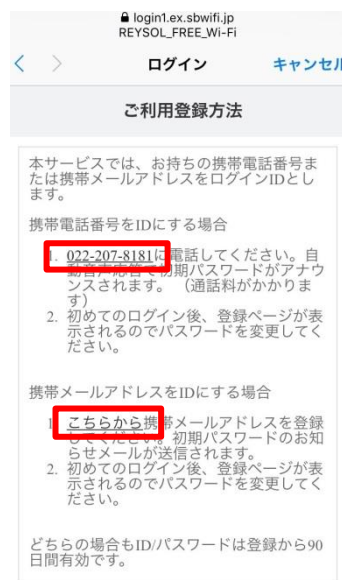 login1.ex.sbwifi.jp
REYSOL_FREE_Wi-Fi
< > ログイン キャンセル
ご利用登録方法
本サービスでは、お持ちの携帯電話番号ま
たは携帯メールアドレスをログインIDとし
ます。
携帯電話番号をIDにする場合
1. 022-207-8181に電話してください。自
動音声応答で初期パスワードがアナウ
ンスされます。（通話料がかかりま
す）
2. 初めてのログイン後、登録ページが表
示されるのでパスワードを変更してく
ださい。
携帯メールアドレスをIDにする場合
1. こちらから携帯メールアドレスを登録
してください。初期パスワードのお知
らせメールが送信されます。
2. 初めてのログイン後、登録ページが表
示されるのでパスワードを変更してく
ださい。
どちらの場合もID/パスワードは登録から90
日間有効です。